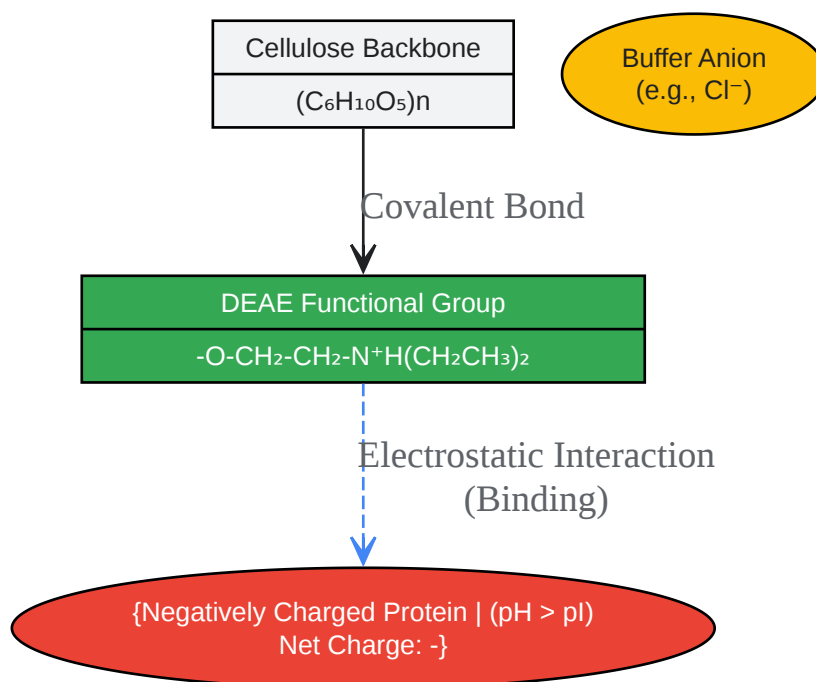 Cellulose Backbone
(C₆H₁₀O₅)n
Buffer Anion
(e.g., Cl⁻)
Covalent Bond
DEAE Functional Group
-O-CH₂-CH₂-N⁺H(CH₂CH₃)₂
Electrostatic Interaction
(Binding)
{Negatively Charged Protein | (pH > pI)
Net Charge: -}